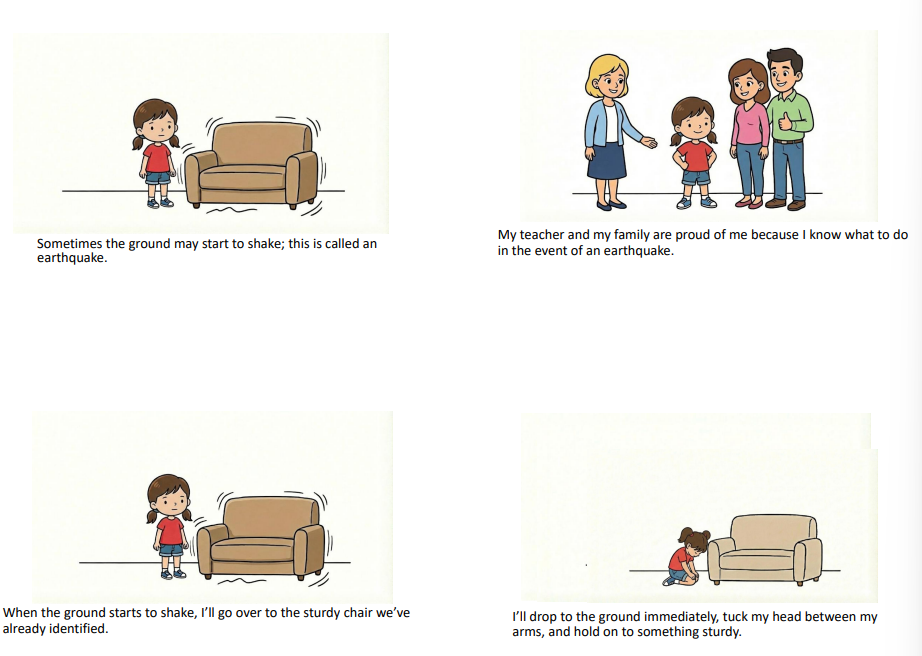 Sometimes the ground may start to shake; this is called an
earthquake.
My teacher and my family are proud of me because I know what to do
in the event of an earthquake.
When the ground starts to shake, I’ll go over to the sturdy chair we’ve
already identified.
I’ll drop to the ground immediately, tuck my head between my
arms, and hold on to something sturdy.